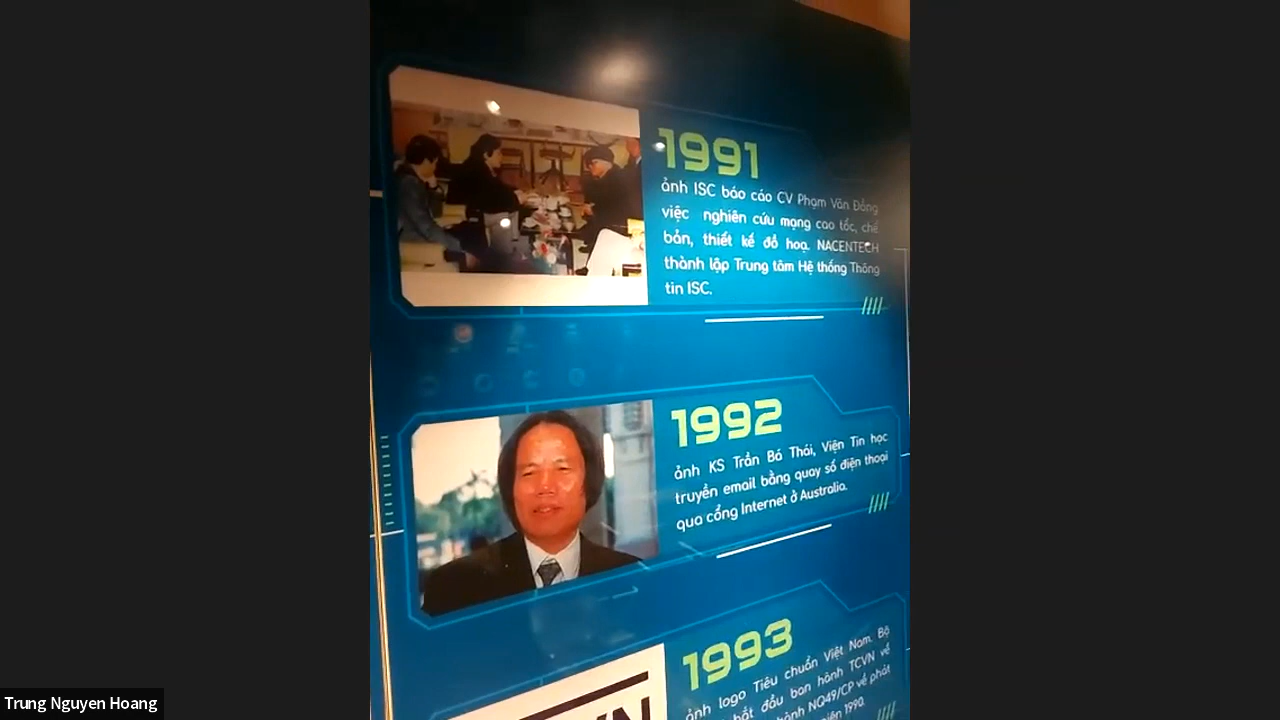 1991
ảnh ISC báo cáo CV Phạm Văn Đồng
việc nghiên cứu mạng cao tốc, chế
bản, thiết kế đồ hoạ. NACENTECH
thành lập Trung tâm Hệ thống Thông
tin ISC.
1992
ảnh KS Trần Bá Thái, Viện Tin học
truyền email bằng quay số điện thoại
qua cổng Internet ở Australia.
1993
ảnh logo Tiêu chuẩn Việt Nam. Bộ
bắt đầu ban hành TCVN về
hành NQ49/CP về phát
1990.
Trung Nguyen Hoang